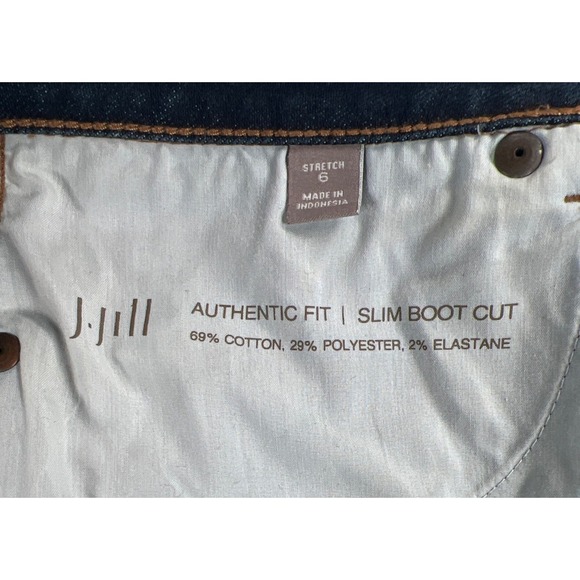 STRETCH
6
MADE IN
INDONESIA
J.Jill
AUTHENTIC FIT | SLIM BOOT CUT
69% COTTON, 29% POLYESTER, 2% ELASTANE